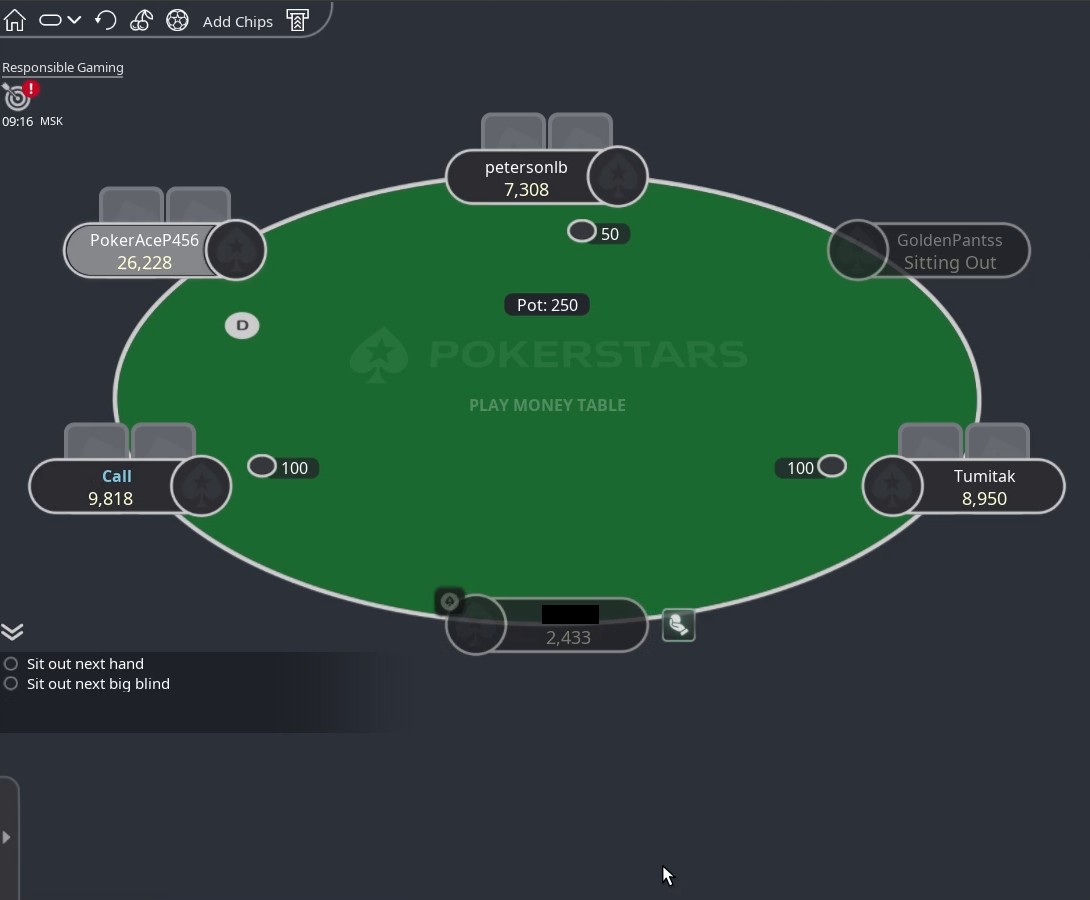 Add Chips
Responsible Gaming
!
09:16 MSK
petersonlb
7,308
PokerAceP456
26,228
GoldenPantss
Sitting Out
50
Pot: 250
D
POKERSTARS
PLAY MONEY TABLE
Call
9,818
100
100
Tumitak
8,950
2,433
Sit out next hand
Sit out next big blind